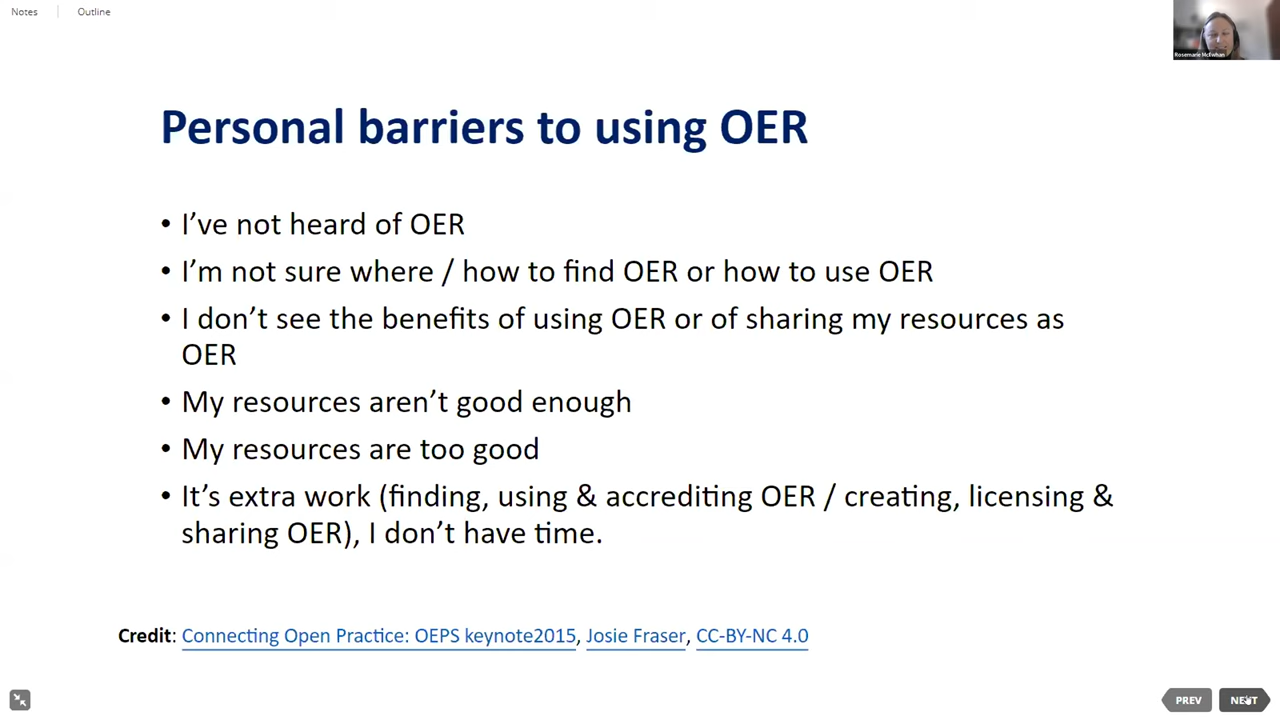 Notes
Outline
Rosemarie McEwhan
Personal barriers to using OER
• I’ve not heard of OER
• I’m not sure where / how to find OER or how to use OER
• I don’t see the benefits of using OER or of sharing my resources as
OER
• My resources aren’t good enough
• My resources are too good
• It’s extra work (finding, using & accrediting OER / creating, licensing &
sharing OER), I don’t have time.
Credit: Connecting Open Practice: OEPS keynote2015, Josie Fraser, CC-BY-NC 4.0
PREV
NEXT